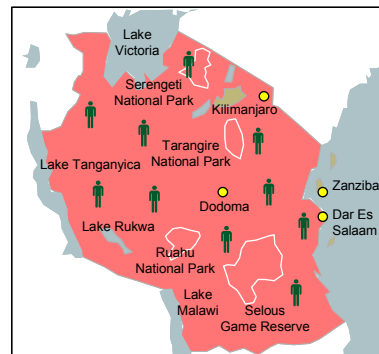 Lake
Victoria
Serengeti
National Park
Kilimanjaro
Tarangire
National Park
Lake Tanganyica
Zanziba
Dodoma
Dar Es
Salaam
Lake Rukwa
Ruahu
National Park
Lake
Malawi
Selous
Game Reserve